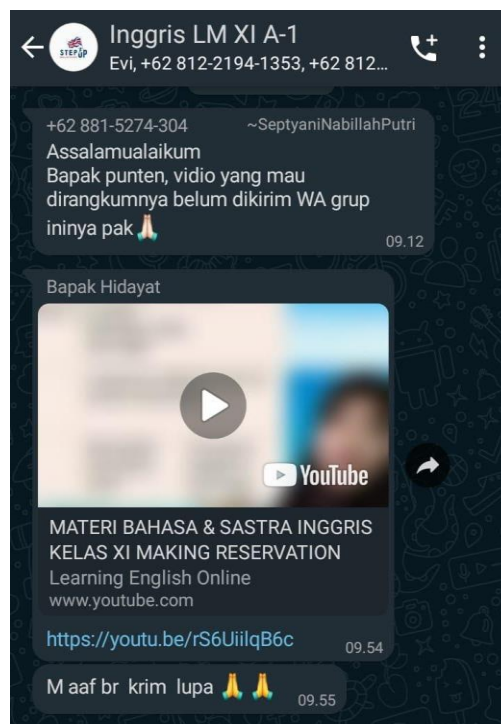 STEP UP
Inggris LM XI A-1
Evi, +62 812-2194-1353, +62 812...
+62 881-5274-304 ~SeptyaniNabillahPutri
Assalamualaikum
Bapak punten, vidio yang mau
dirangkumnya belum dikirim WA grup
ininya pak 🙏🏻
09.12
Bapak Hidayat
YouTube
MATERI BAHASA & SASTRA INGGRIS
KELAS XI MAKING RESERVATION
Learning English Online
www.youtube.com
https://youtu.be/rS6UiilqB6c
09.54
M aaf br krim lupa 🙏 🙏
09.55